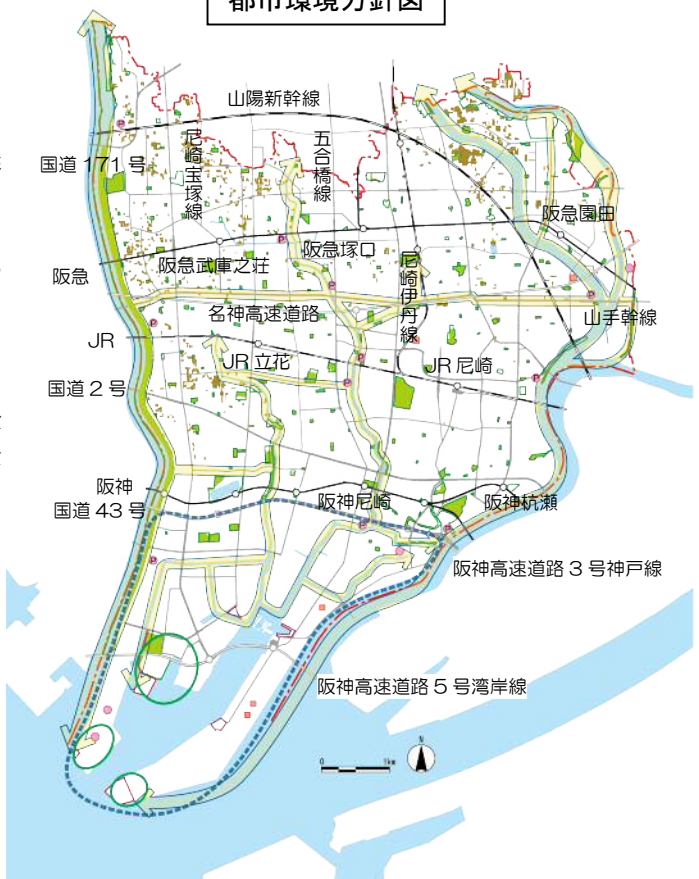 都市環境方針図
山陽新幹線
国道171号
尼崎宝塚線
五合橋線
阪急園田
阪急塚口
阪急武庫之荘
阪急
尼崎伊丹線
名神高速道路
山手幹線
JR
JR立花
JR尼崎
国道2号
阪神
阪神尼崎
阪神杭瀬
国道43号
阪神高速道路3号神戸線
阪神高速道路5号湾岸線
0 1km
N